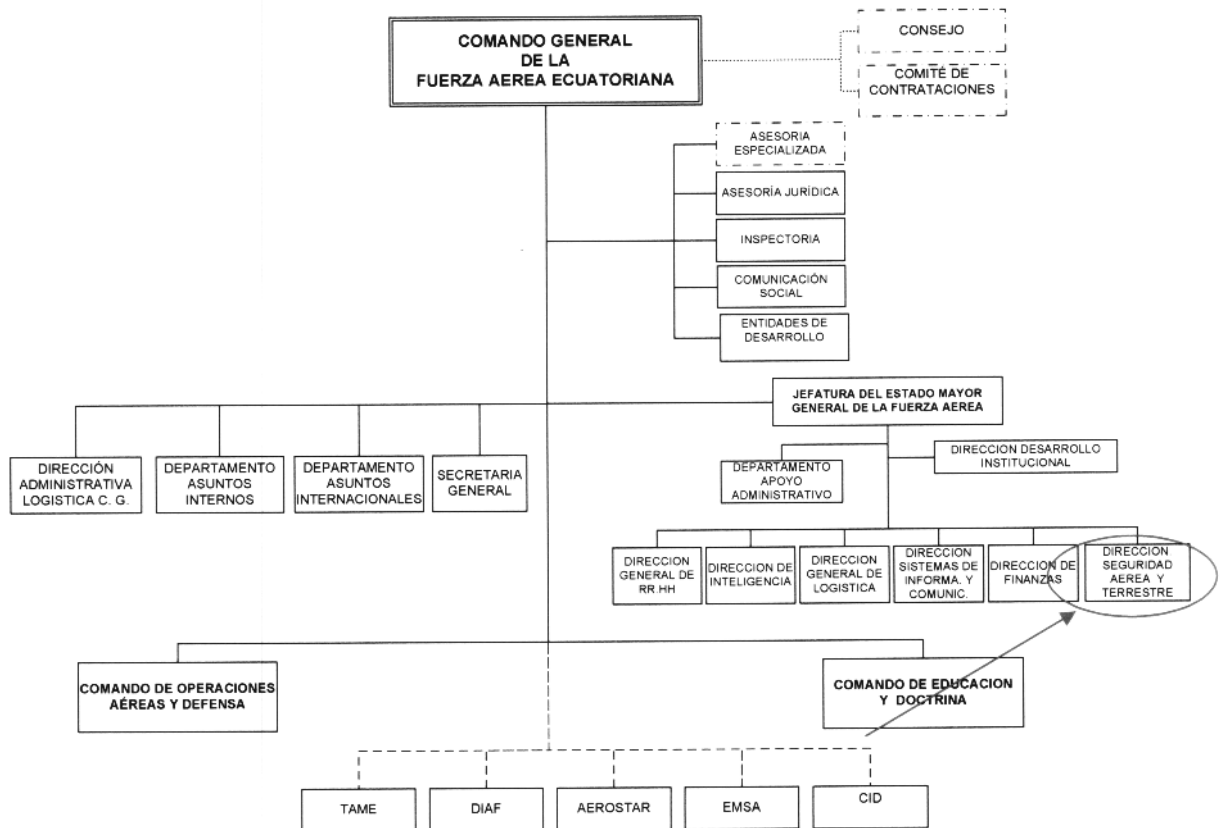 COMANDO GENERAL
DE LA
FUERZA AEREA ECUATORIANA
CONSEJO
COMITÉ DE
CONTRATACIONES
ASESORIA
ESPECIALIZADA
ASESORÍA JURÍDICA
INSPECTORIA
COMUNICACIÓN
SOCIAL
ENTIDADES DE
DESARROLLO
JEFATURA DEL ESTADO MAYOR
GENERAL DE LA FUERZA AEREA
DIRECCIÓN
ADMINISTRATIVA
LOGISTICA C. G.
DEPARTAMENTO
ASUNTOS
INTERNOS
DEPARTAMENTO
ASUNTOS
INTERNACIONALES
SECRETARIA
GENERAL
DEPARTAMENTO
APOYO
ADMINISTRATIVO
DIRECCION DESARROLLO
INSTITUCIONAL
DIRECCION
GENERAL DE
RR.HH
DIRECCION DE
INTELIGENCIA
DIRECCION
GENERAL DE
LOGISTICA
DIRECCION
SISTEMAS DE
INFORMA. Y
COMUNIC.
DIRECCION DE
FINANZAS
DIRECCION
SEGURIDAD
AEREA Y
TERRESTRE
COMANDO DE OPERACIONES
AÉREAS Y DEFENSA
COMANDO DE EDUCACION
Y DOCTRINA
TAME
DIAF
AEROSTAR
EMSA
CID